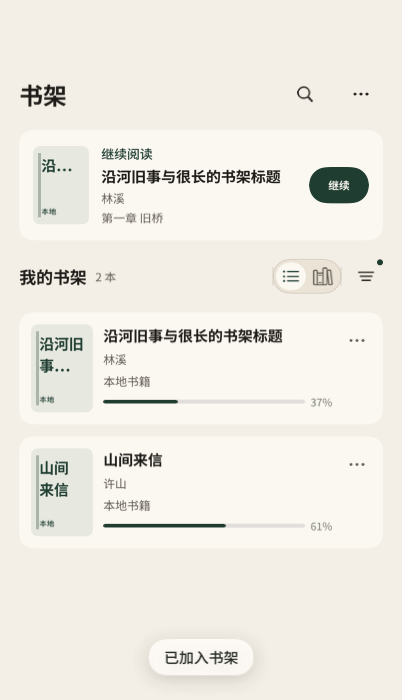 书架
沿…
本地
继续阅读
沿河旧事与很长的书架标题
林溪
第一章 旧桥
继续
我的书架 2 本
沿河旧
事…
本地
沿河旧事与很长的书架标题
林溪
本地书籍
37%
山间
来信
本地
山间来信
许山
本地书籍
61%
已加入书架